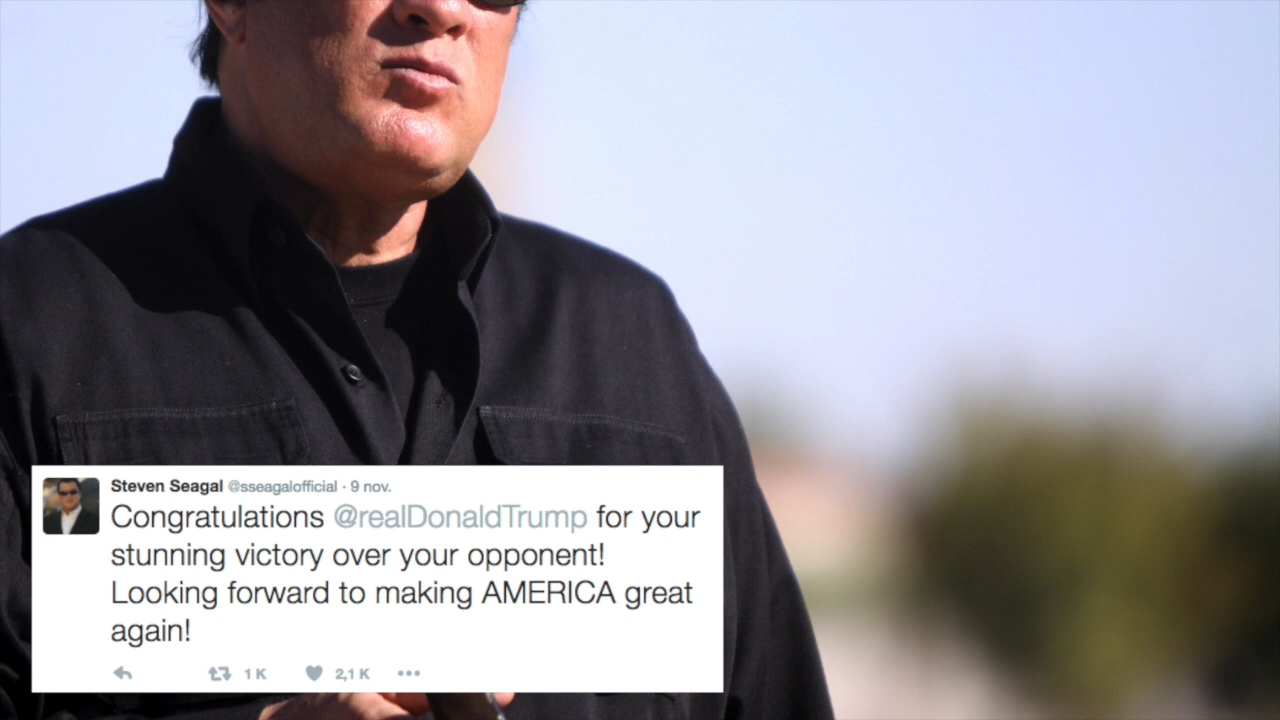 Steven Seagal @sseagalofficial · 9 nov.
Congratulations @realDonaldTrump for your
stunning victory over your opponent!
Looking forward to making AMERICA great
again!
1 K 2,1 K